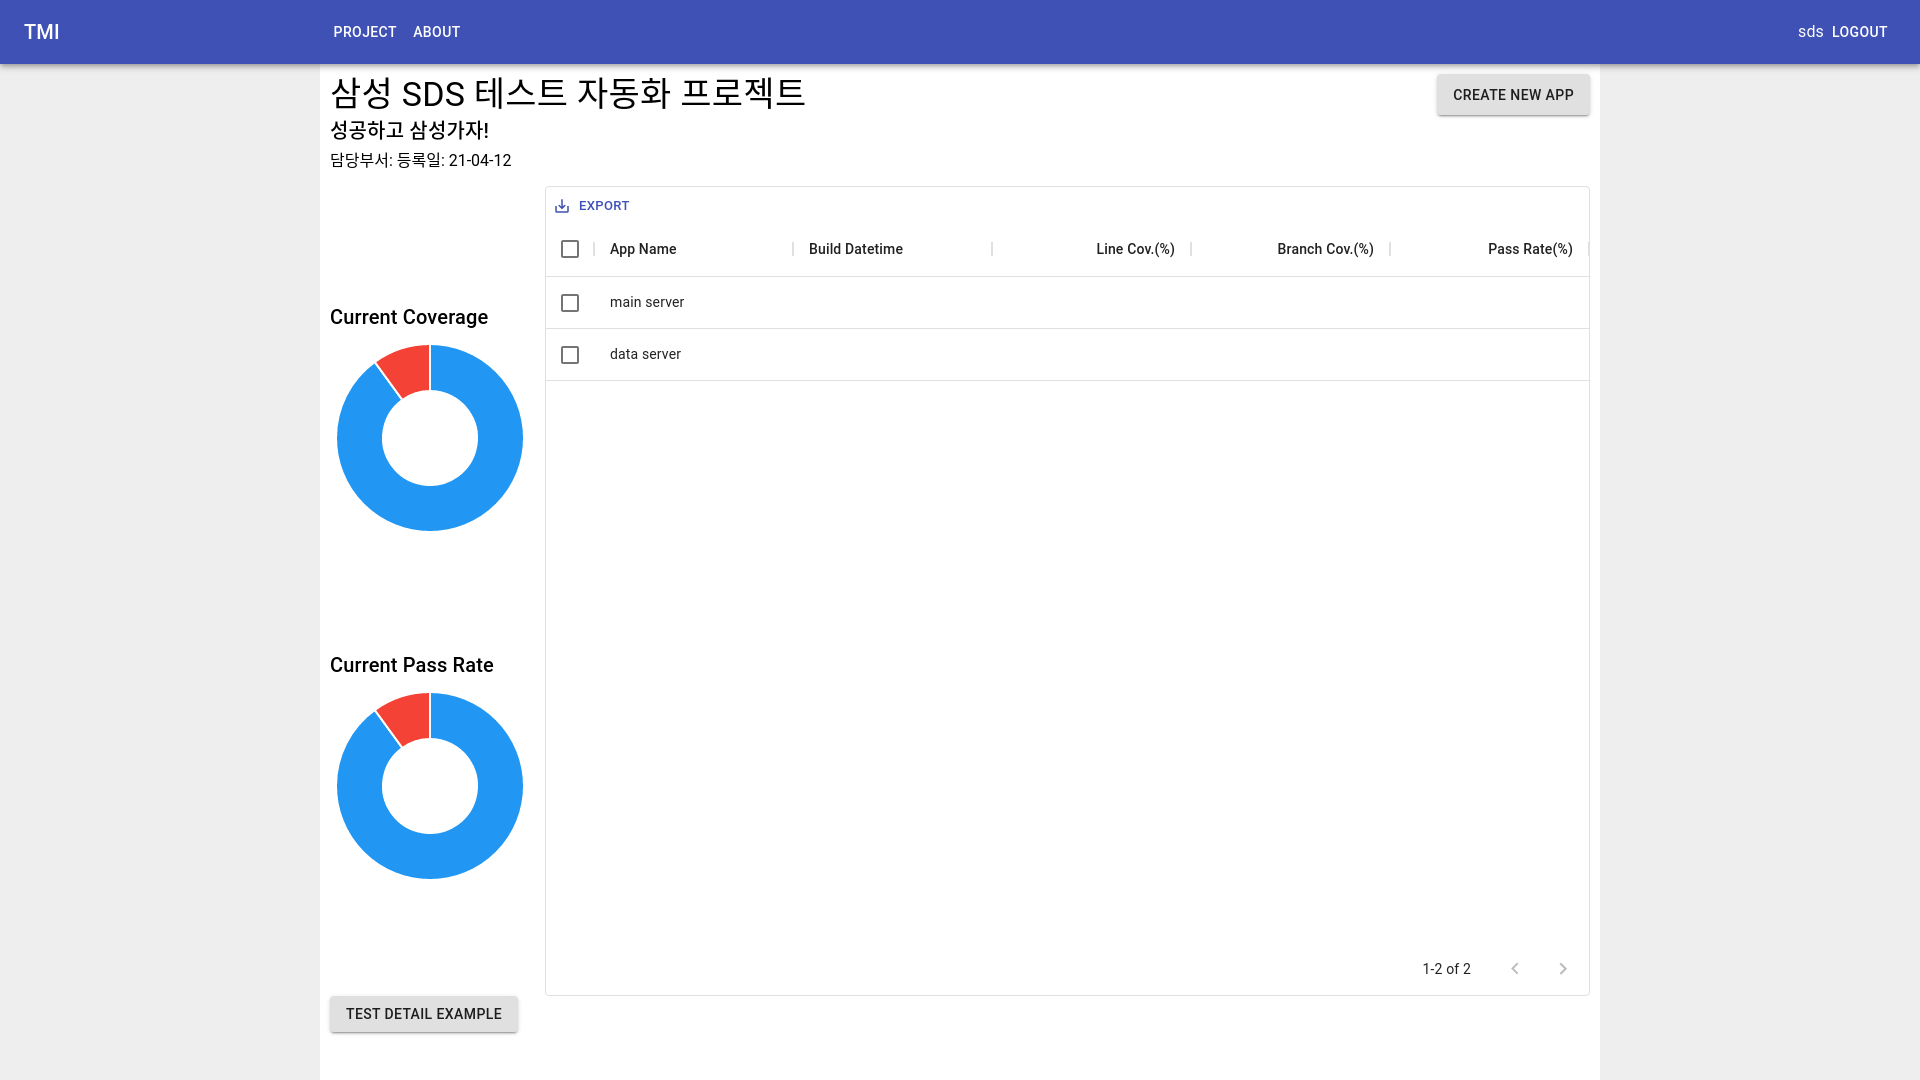 TMI PROJECT ABOUT sds LOGOUT
삼성 SDS 테스트 자동화 프로젝트
CREATE NEW APP
성공하고 삼성가자!
담당부서: 등록일: 21-04-12
EXPORT
App Name Build Datetime Line Cov.(%) Branch Cov.(%) Pass Rate(%)
main server
data server
Current Coverage
Current Pass Rate
1-2 of 2
TEST DETAIL EXAMPLE